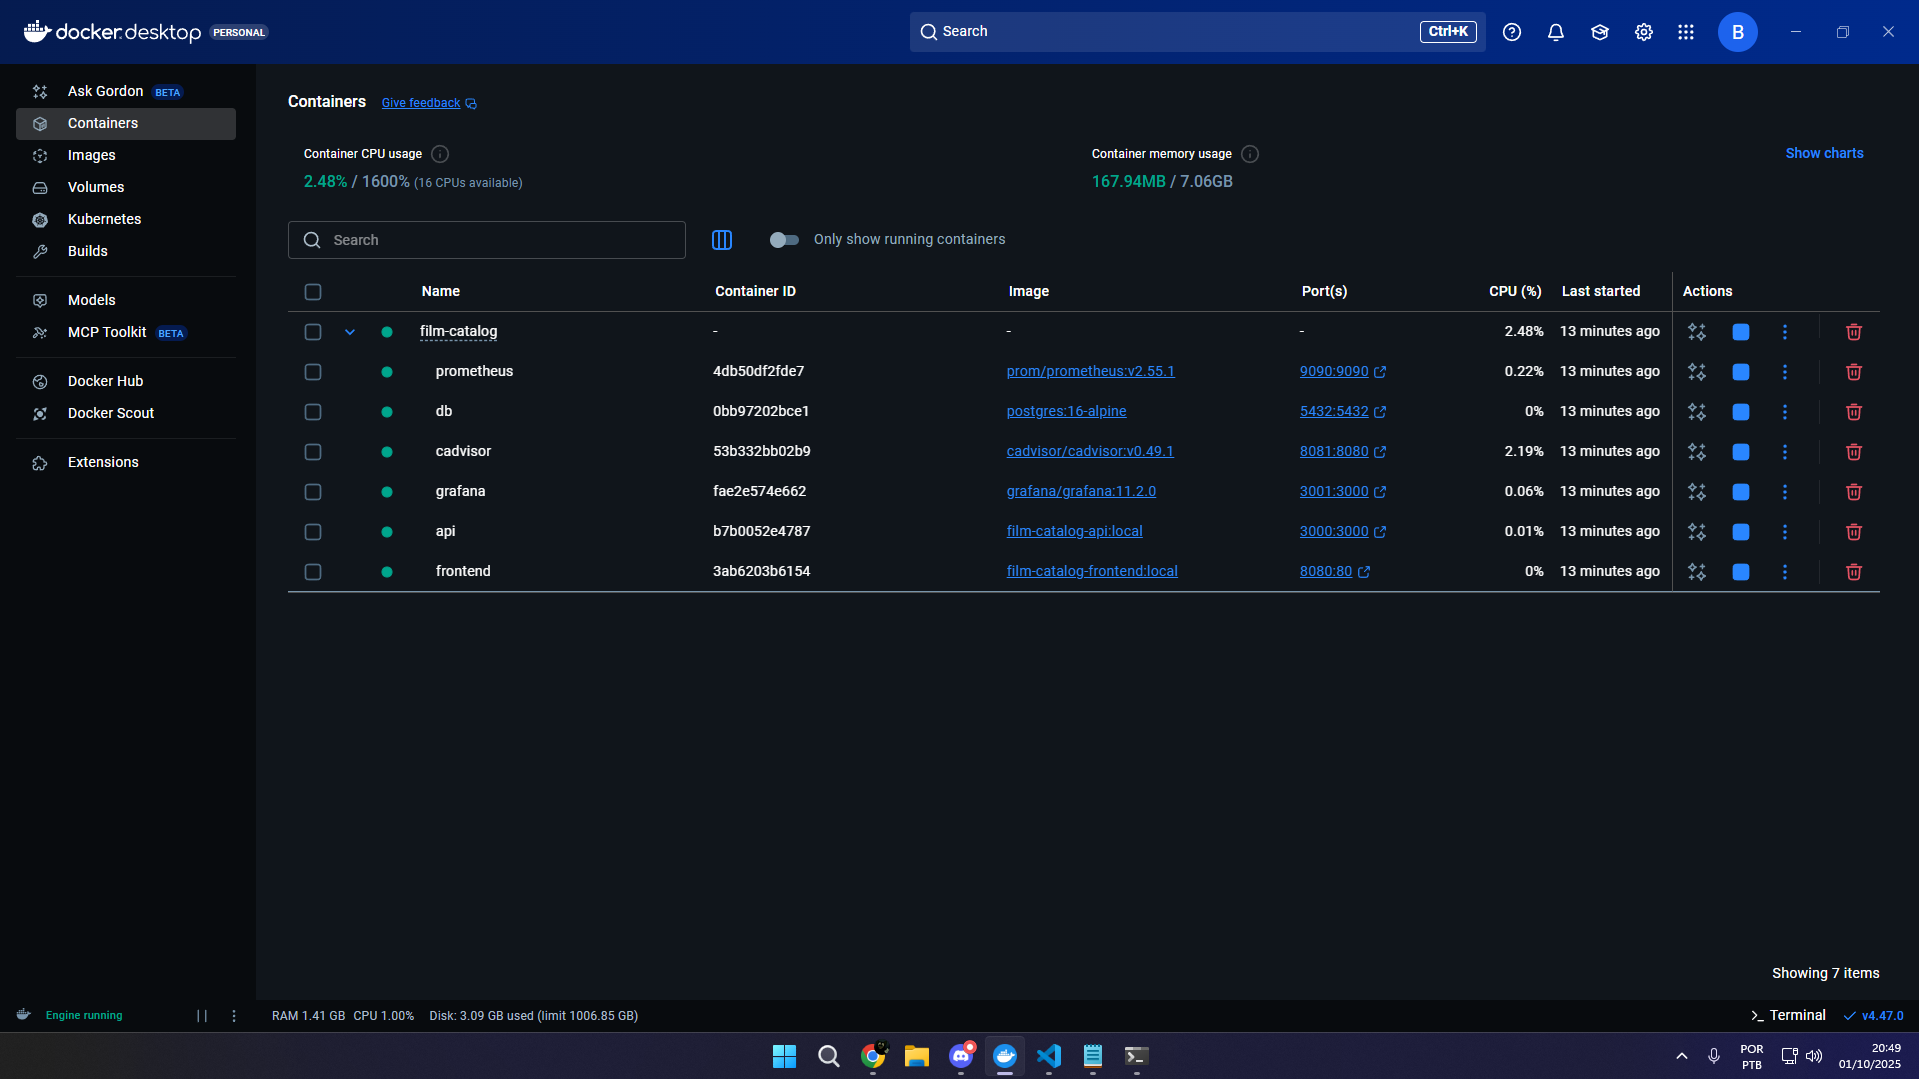 docker.desktop PERSONAL
Search Ctrl+K
B
Ask Gordon BETA
Containers
Images
Volumes
Kubernetes
Builds
Models
MCP Toolkit BETA
Docker Hub
Docker Scout
Extensions
Containers Give feedback
Container CPU usage
2.48% / 1600% (16 CPUs available)
Container memory usage
167.94MB / 7.06GB
Show charts
Search
Only show running containers
Name Container ID Image Port(s) CPU (%) Last started Actions
film-catalog - - - 2.48% 13 minutes ago
prometheus 4db50df2fde7 prom/prometheus:v2.55.1 9090:9090 0.22% 13 minutes ago
db 0bb97202bce1 postgres:16-alpine 5432:5432 0% 13 minutes ago
cadvisor 53b332bb02b9 cadvisor/cadvisor:v0.49.1 8081:8080 2.19% 13 minutes ago
grafana fae2e574e662 grafana/grafana:11.2.0 3001:3000 0.06% 13 minutes ago
api b7b0052e4787 film-catalog-api:local 3000:3000 0.01% 13 minutes ago
frontend 3ab6203b6154 film-catalog-frontend:local 8080:80 0% 13 minutes ago
Showing 7 items
Engine running
RAM 1.41 GB CPU 1.00% Disk: 3.09 GB used (limit 1006.85 GB)
Terminal v4.47.0
POR
PTB
20:49
01/10/2025